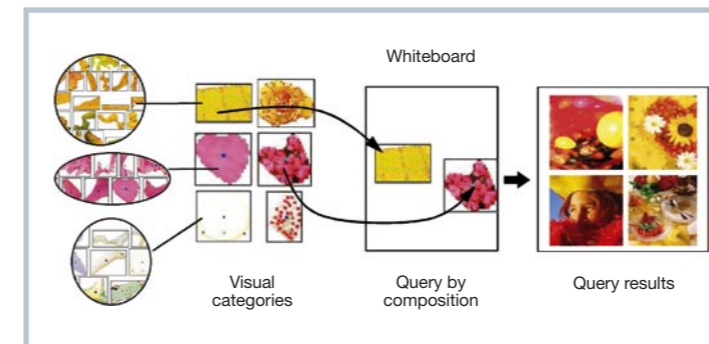 Whiteboard
Visual
categories
Query by
composition
Query results